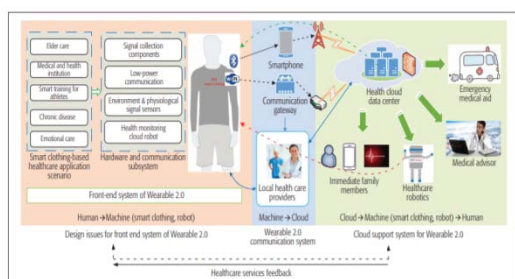 Elder care
Medical and health
institution
Smart training for
athletes
Chronic disease
Emotional care
Smart clothing-based
healthcare application
scenario
Signal collection
components
Low-power
communication
Environment & physiological
signal sensors
Health monitoring
cloud robot
Hardware and communication
subsystem
Front-end system of Wearable 2.0
Smartphone
Communication
gateway
Local health care
providers
Health cloud
data center
Emergency
medical aid
Medical advisor
Immediate family
members
Healthcare
robotics
Human→Machine (smart clothing, robot)
Machine→Cloud
Cloud→Machine (smart clothing, robot)→Human
Design issues for front end system of Wearable 2.0
Wearable 2.0
communication system
Cloud support system for Wearable 2.0
Healthcare services feedback